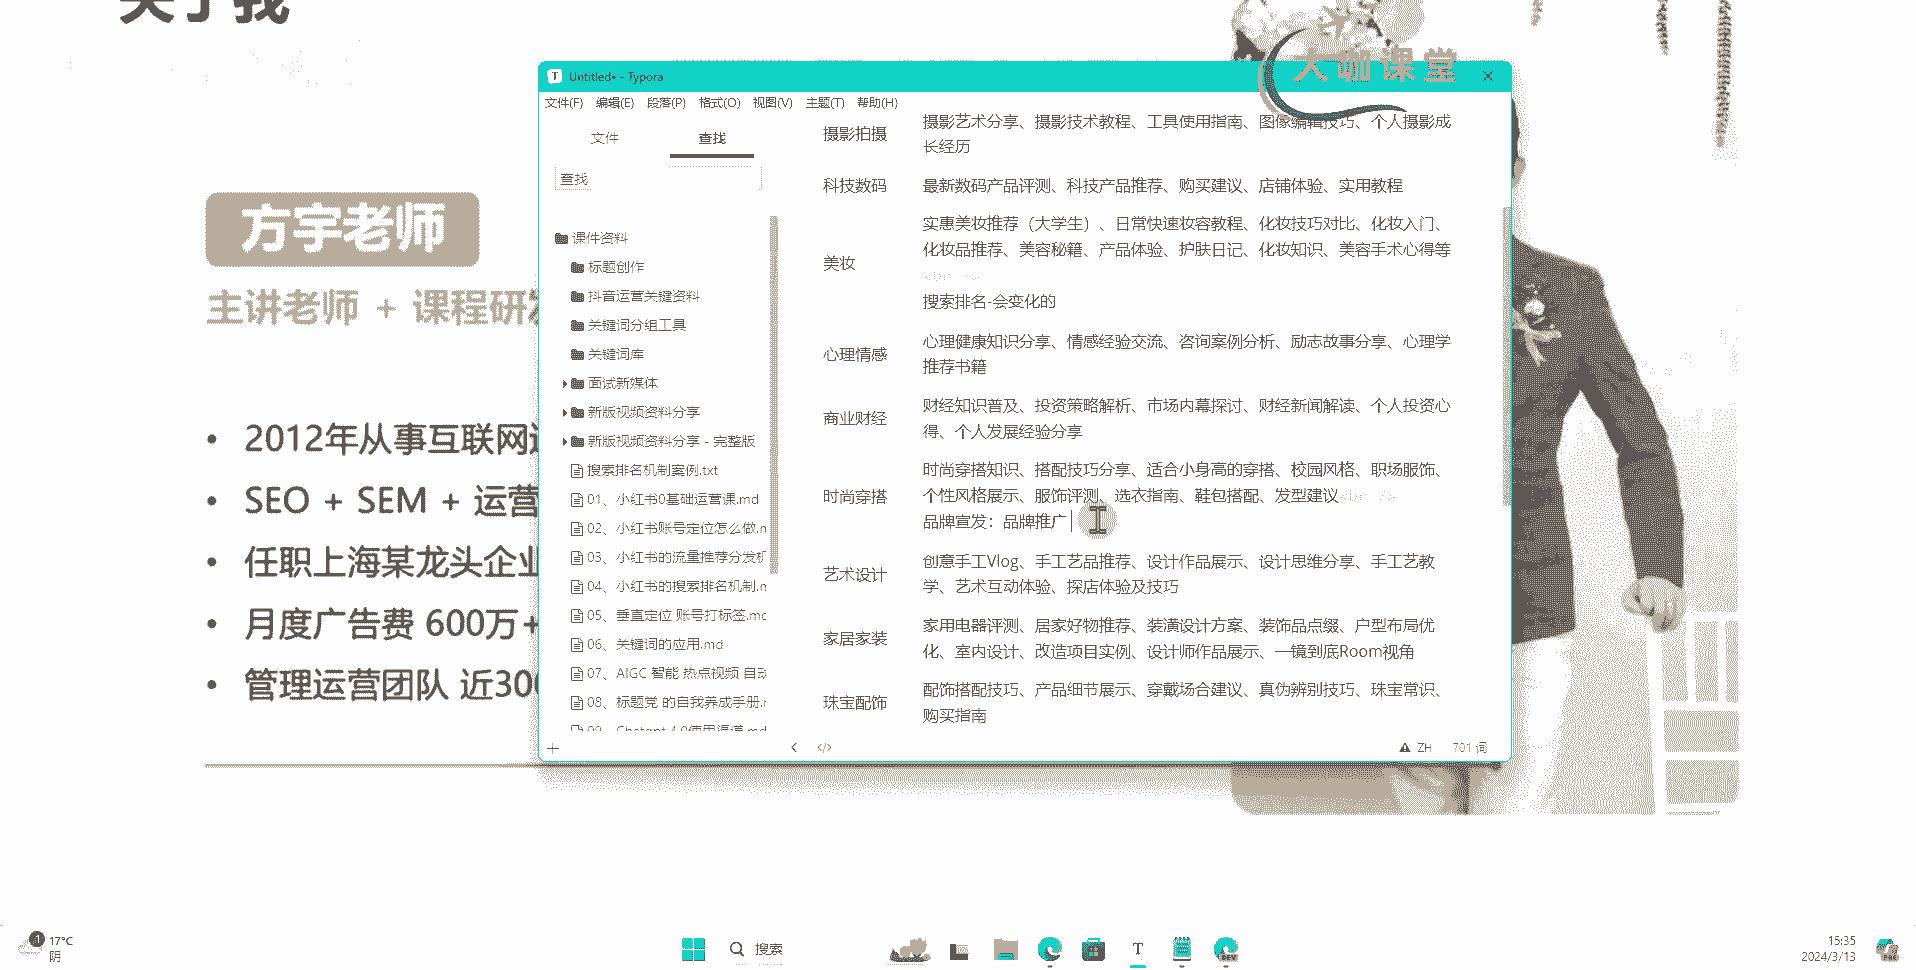 关于我
大咖课堂
方宇老师
主讲老师 + 课程研
• 2012年从事互联网
• SEO + SEM + 运营
• 任职上海某龙头企业
• 月度广告费 600万+
• 管理运营团队 近300
Untitled• - Typora
文件(F) 编辑(E) 段落(P) 格式(O) 视图(V) 主题(T) 帮助(H)
文件 查找
查找
课件资料
标题创作
抖音运营关键资料
关键词分组工具
关键词库
面试新媒体
新版视频资料分享
新版视频资料分享 - 完整版
搜索排名机制案例.txt
01、小红书0基础运营课.md
02、小红书账号定位怎么做.m
03、小红书的流量推荐分发机
04、小红书的搜索排名机制.m
05、垂直定位 账号打标签.md
06、关键词的应用.md
07、AIGC 智能 热点视频 自动
08、标题党 的自我养成手册.m
09、Chatgpt 4.0使用渠道.md
摄影拍摄
摄影艺术分享、摄影技术教程、工具使用指南、图像编辑技巧、个人摄影成
长经历
科技数码
最新数码产品评测、科技产品推荐、购买建议、店铺体验、实用教程
美妆
实惠美妆推荐（大学生）、日常快速妆容教程、化妆技巧对比、化妆入门、
化妆品推荐、美容秘籍、产品体验、护肤日记、化妆知识、美容手术心得等
<br />
搜索排名-会变化的
心理情感
心理健康知识分享、情感经验交流、咨询案例分析、励志故事分享、心理学
推荐书籍
商业财经
财经知识普及、投资策略解析、市场内幕探讨、财经新闻解读、个人投资心
得、个人发展经验分享
时尚穿搭
时尚穿搭知识、搭配技巧分享、适合小身高的穿搭、校园风格、职场服饰、
个性风格展示、服饰评测、选衣指南、鞋包搭配、发型建议<br />
品牌宣发：品牌推广
艺术设计
创意手工Vlog、手工艺品推荐、设计作品展示、设计思维分享、手工艺教
学、艺术互动体验、探店体验及技巧
家居家装
家用电器评测、居家好物推荐、装潢设计方案、装饰品点缀、户型布局优
化、室内设计、改造项目实例、设计师作品展示、一镜到底Room视角
珠宝配饰
配饰搭配技巧、产品细节展示、穿戴场合建议、真伪辨别技巧、珠宝常识、
购买指南
</> ZH 701 词
1 17°C
阴
搜索
T
DEV
15:35
2024/3/13
PRE